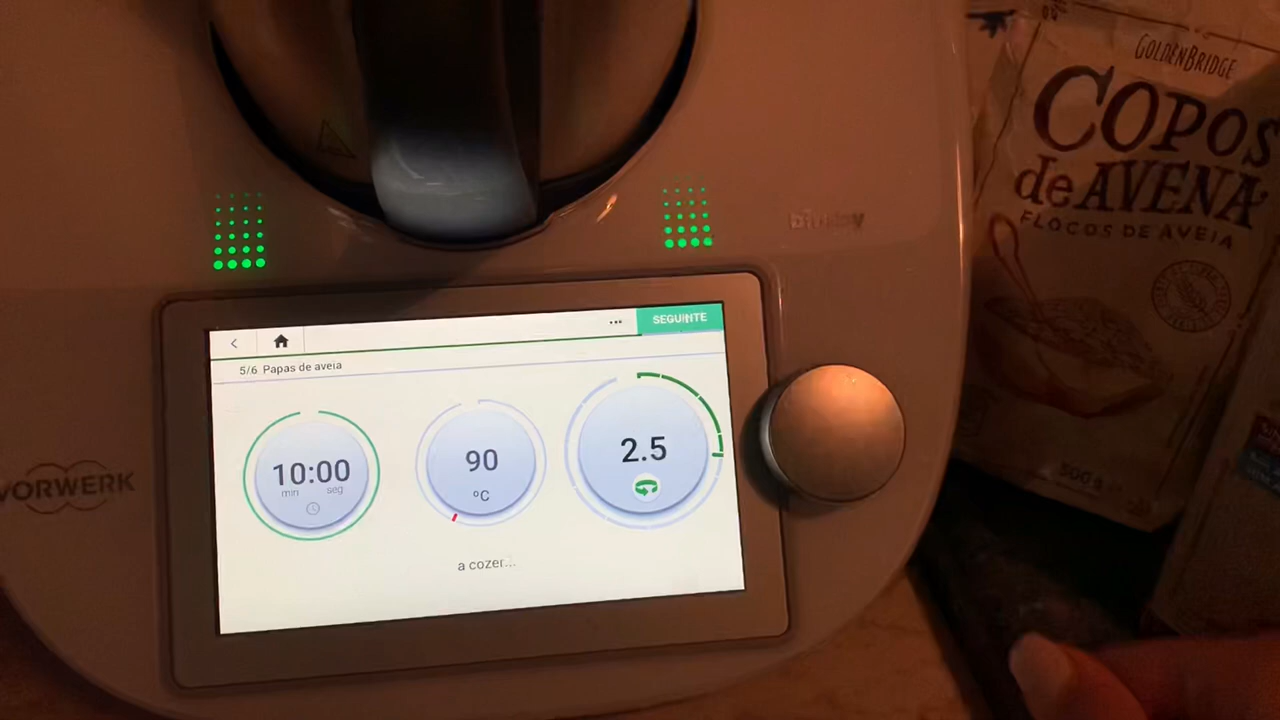 GOLDENBRIDGE
COPOS
de AVENA
FLOCOS DE AVEIA
500 g
SEGUINTE
5/6 Papas de aveia
10:00
min seg
90
ºC
2.5
a cozer...
VORWERK